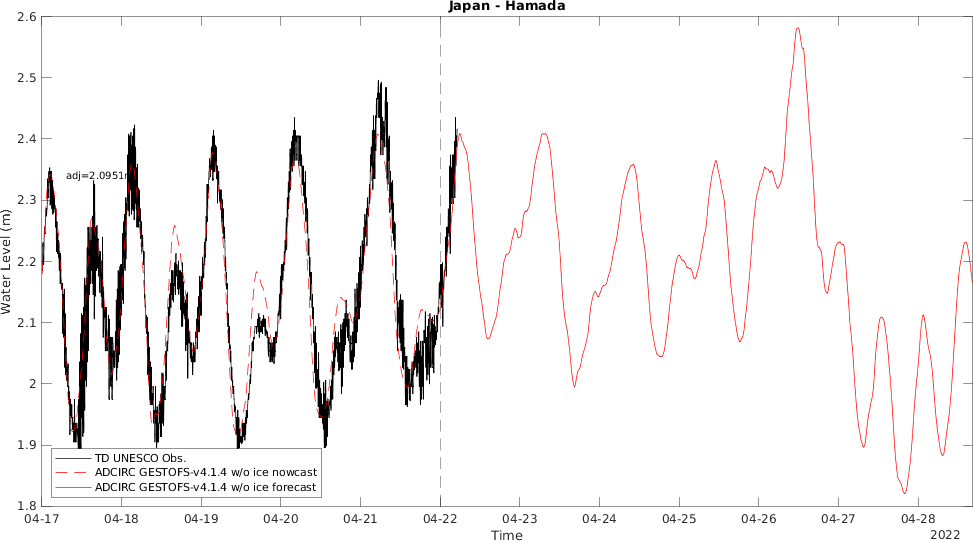 Japan - Hamada
2.6
2.5
2.4
2.3
2.2
2.1
2
1.9
1.8
Water Level (m)
adj=2.0951m
TD UNESCO Obs.
ADCIRC GESTOFS-v4.1.4 w/o ice nowcast
ADCIRC GESTOFS-v4.1.4 w/o ice forecast
04-17 04-18 04-19 04-20 04-21 04-22 04-23 04-24 04-25 04-26 04-27 04-28
Time
2022